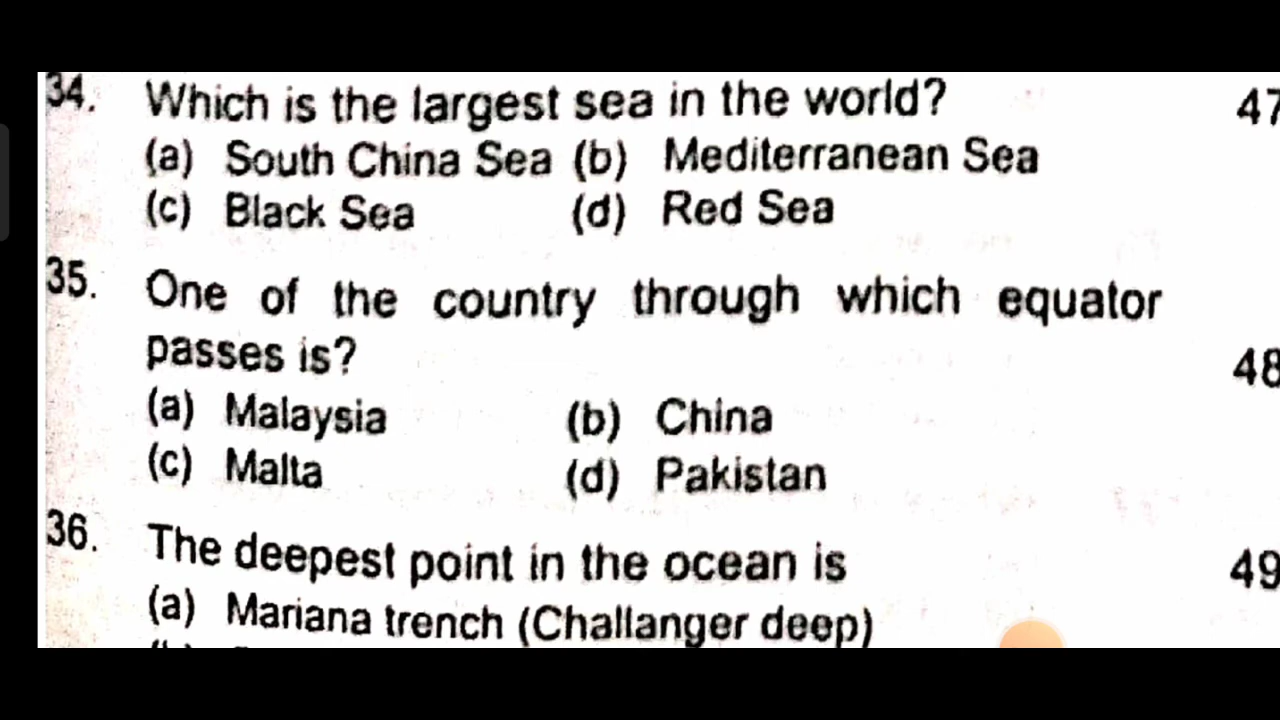 34. Which is the largest sea in the world? 47
(a) South China Sea (b) Mediterranean Sea
(c) Black Sea (d) Red Sea
35. One of the country through which equator
passes is? 48
(a) Malaysia (b) China
(c) Malta (d) Pakistan
36. The deepest point in the ocean is 49
(a) Mariana trench (Challanger deep)